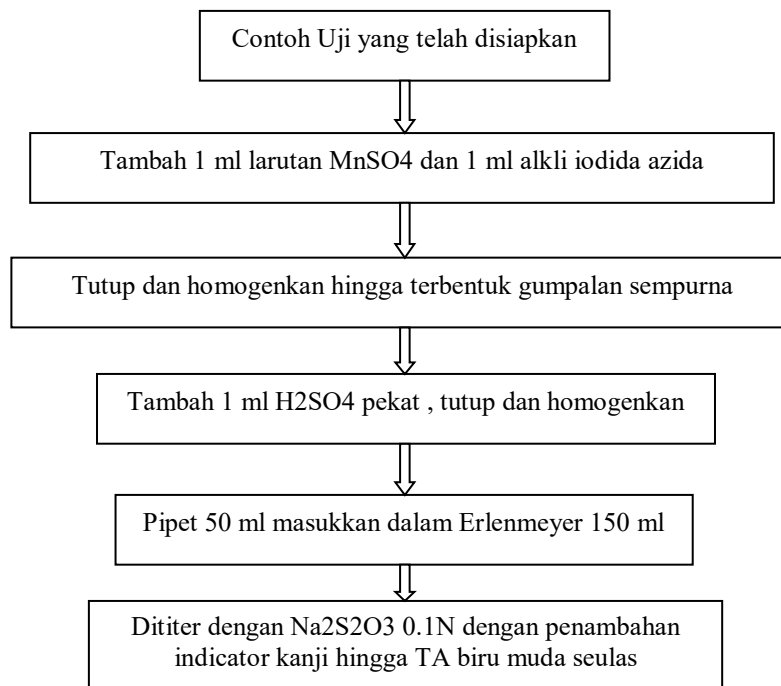 Contoh Uji yang telah disiapkan
Tambah 1 ml larutan MnSO4 dan 1 ml alkli iodida azida
Tutup dan homogenkan hingga terbentuk gumpalan sempurna
Tambah 1 ml H2SO4 pekat , tutup dan homogenkan
Pipet 50 ml masukkan dalam Erlenmeyer 150 ml
Dititer dengan Na2S2O3 0.1N dengan penambahan
indicator kanji hingga TA biru muda seulas